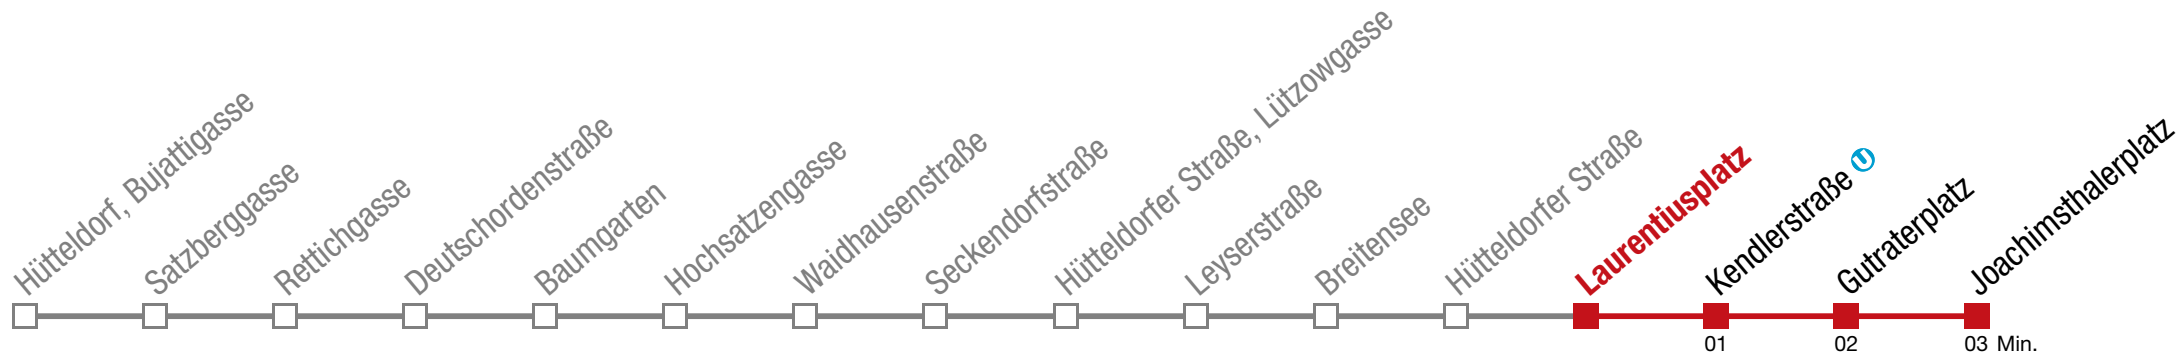 Hütteldorf, Bujattigasse
Satzberggasse
Rettichgasse
Deutschordenstraße
Baumgarten
Hochsatzengasse
Waidhausenstraße
Seckendorfstraße
Hütteldorfer Straße, Lützowgasse
Leyserstraße
Breitensee
Hütteldorfer Straße
Laurentiusplatz
Kendlerstraße U
Gutraterplatz
Joachimsthalerplatz
01 02 03 Min.